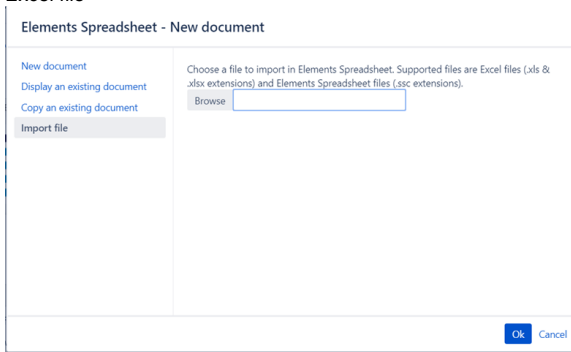 Excel file
Elements Spreadsheet - New document
New document
Display an existing document
Copy an existing document
Import file
Choose a file to import in Elements Spreadsheet. Supported files are Excel files (.xls &
.xlsx extensions) and Elements Spreadsheet files (.ssc extensions).
Browse
Ok Cancel